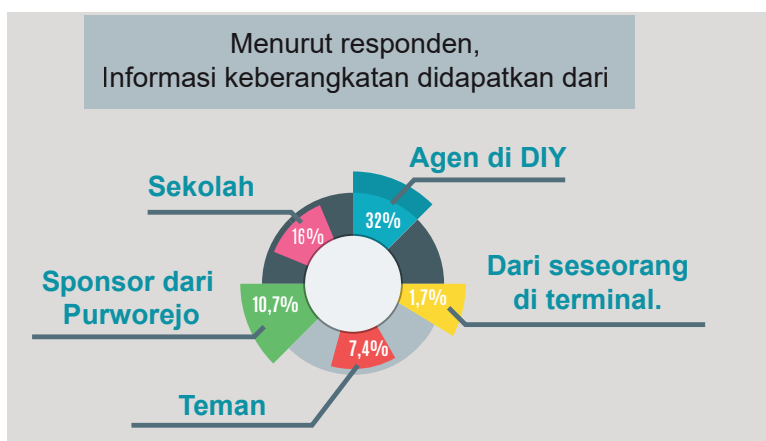 Menurut responden,
Informasi keberangkatan didapatkan dari
Agen di DIY
32%
Sekolah
16%
Dari seseorang
di terminal.
1,7%
Sponsor dari
Purworejo
10,7%
7,4%
Teman